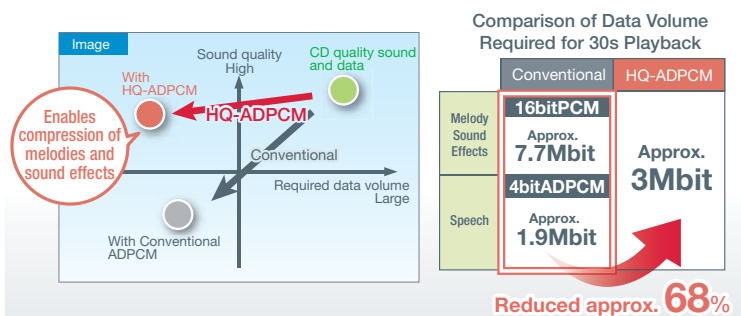 Image
Sound quality
High
CD quality sound
and data
With
HQ-ADPCM
HQ-ADPCM
Enables
compression of
melodies and
sound effects
Conventional
Required data volume
Large
With Conventional
ADPCM
Comparison of Data Volume
Required for 30s Playback
Conventional
HQ-ADPCM
Melody
Sound
Effects
16bitPCM
Approx.
7.7Mbit
Approx.
3Mbit
Speech
4bitADPCM
Approx.
1.9Mbit
Reduced approx. 68%